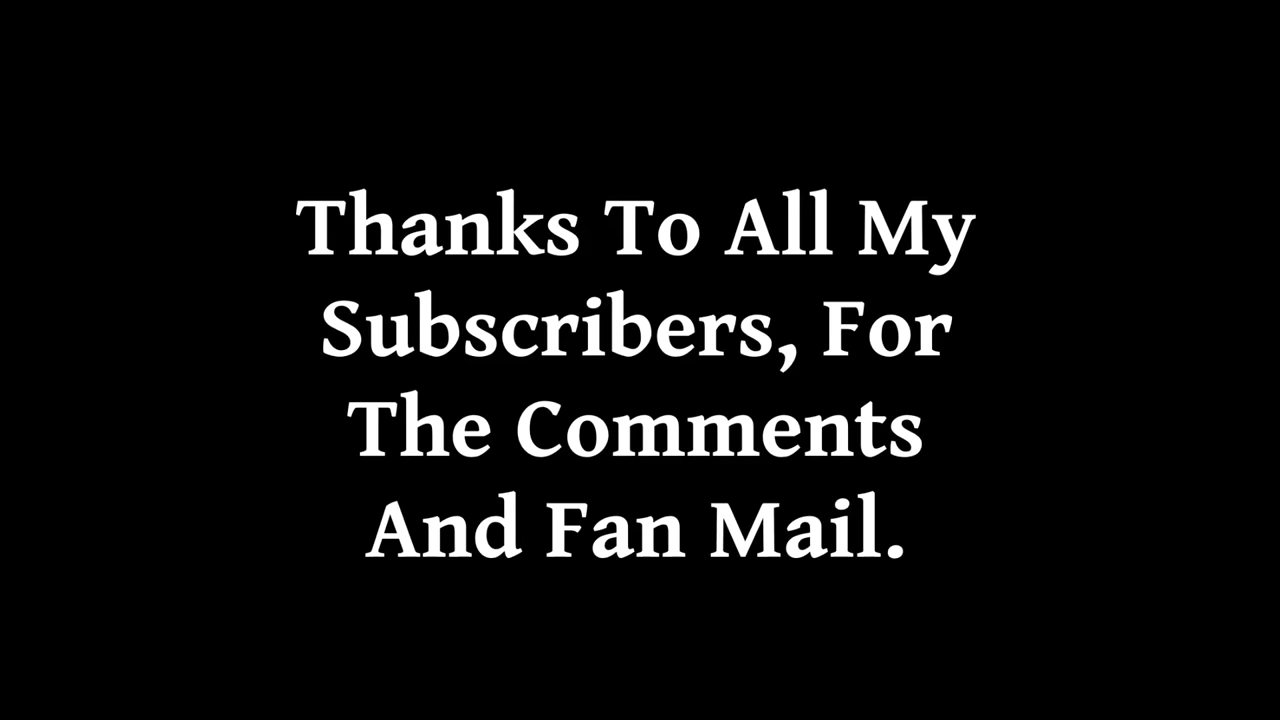 Thanks To All My
Subscribers, For
The Comments
And Fan Mail.